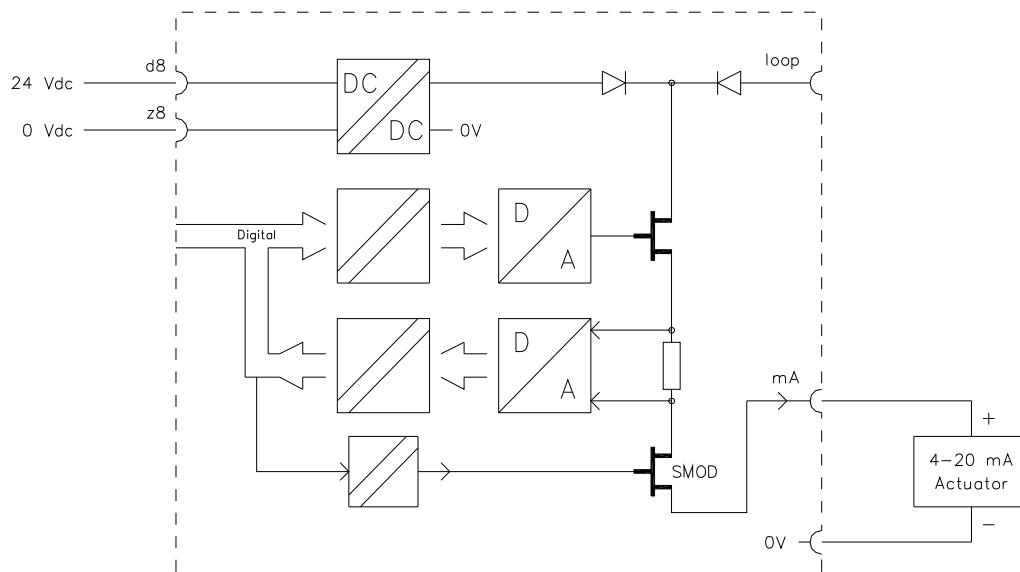 d8
loop
24 Vdc
DC
z8
0 Vdc
DC
0V
D
Digital
A
D
A
mA
+
4-20 mA
SMOD
Actuator
-
0V